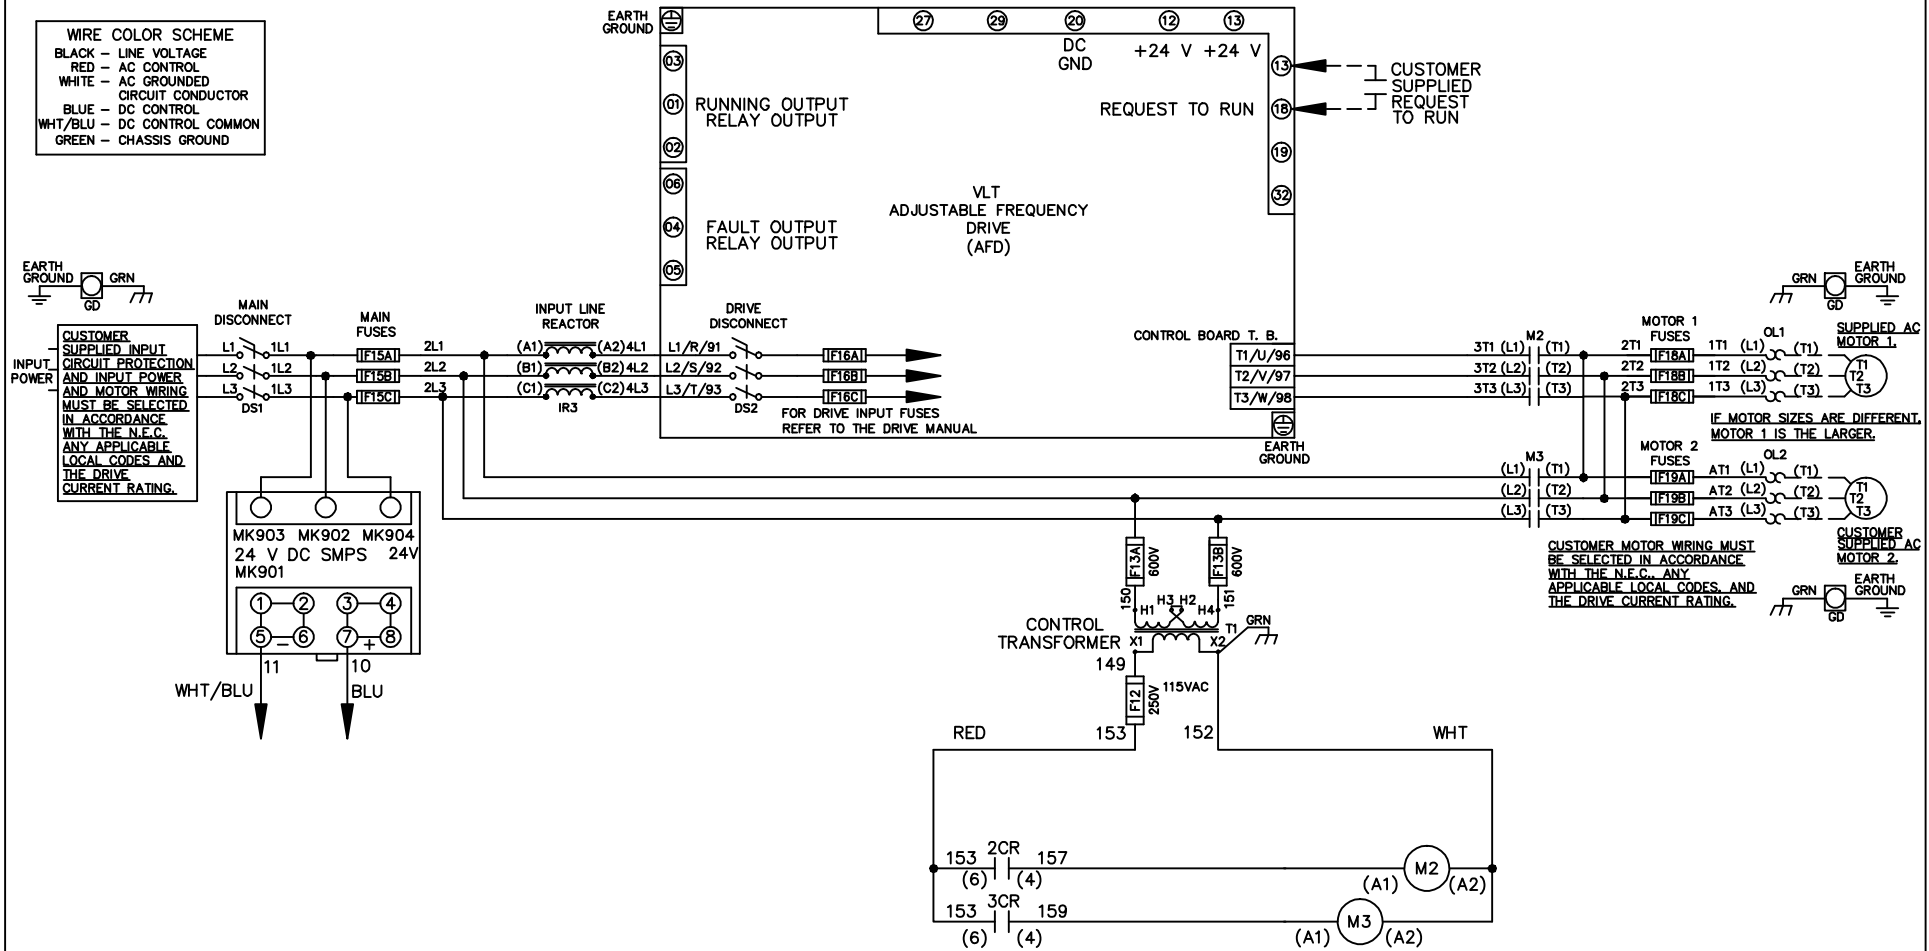 WIRE COLOR SCHEME
BLACK – LINE VOLTAGE
RED – AC CONTROL
WHITE – AC GROUNDED
CIRCUIT CONDUCTOR
BLUE – DC CONTROL
WHT/BLU – DC CONTROL COMMON
GREEN – CHASSIS GROUND
EARTH
GROUND
27 29 20 12 13
DC
GND
+24 V +24 V
03
01
02
RUNNING OUTPUT
RELAY OUTPUT
06
04
05
FAULT OUTPUT
RELAY OUTPUT
VLT
ADJUSTABLE FREQUENCY
DRIVE
(AFD)
REQUEST TO RUN
13
18
19
32
CUSTOMER
SUPPLIED
REQUEST
TO RUN
EARTH
GROUND
GRN
GD
INPUT
POWER
CUSTOMER
SUPPLIED INPUT
CIRCUIT PROTECTION
AND INPUT POWER
AND MOTOR WIRING
MUST BE SELECTED
IN ACCORDANCE
WITH THE N.E.C.
ANY APPLICABLE
LOCAL CODES AND
THE DRIVE
CURRENT RATING.
MAIN
DISCONNECT
L1 1L1
L2 1L2
L3 1L3
DS1
MAIN
FUSES
F15A 2L1
F15B 2L2
F15C 2L3
INPUT LINE
REACTOR
(A1) (A2) 4L1
(B1) (B2) 4L2
(C1) (C2) 4L3
IR3
L1/R/91
L2/S/92
L3/T/93
DRIVE
DISCONNECT
DS2
F16A
F16B
F16C
FOR DRIVE INPUT FUSES
REFER TO THE DRIVE MANUAL
CONTROL BOARD T. B.
T1/U/96
T2/V/97
T3/W/98
EARTH
GROUND
M2
3T1 (L1) (T1)
3T2 (L2) (T2)
3T3 (L3) (T3)
MOTOR 1
FUSES
2T1 F18A 1T1 (L1) (T1)
2T2 F18B 1T2 (L2) (T2)
2T3 F18C 1T3 (L3) (T3)
OL1
T1
T2
T3
GRN
GD
EARTH
GROUND
SUPPLIED AC
MOTOR 1.
IF MOTOR SIZES ARE DIFFERENT,
MOTOR 1 IS THE LARGER.
M3
(L1) (T1)
(L2) (T2)
(L3) (T3)
MOTOR 2
FUSES
F19A AT1 (L1) (T1)
F19B AT2 (L2) (T2)
F19C AT3 (L3) (T3)
OL2
T1
T2
T3
CUSTOMER
SUPPLIED AC
MOTOR 2.
CUSTOMER MOTOR WIRING MUST
BE SELECTED IN ACCORDANCE
WITH THE N.E.C., ANY
APPLICABLE LOCAL CODES, AND
THE DRIVE CURRENT RATING.
GRN
GD
EARTH
GROUND
MK903 MK902 MK904
24 V DC SMPS 24V
MK901
1 2 3 4
5 – 6 7 + 8
11 10
WHT/BLU BLU
F13A 600V
F13B 600V
150 151
H1 H3 H2 H4
CONTROL
TRANSFORMER
X1 X2 T1 GRN
149
F12 250V 115VAC
RED 153 152 WHT
153 2CR 157
(6) (4)
M2
(A1) (A2)
153 3CR 159
(6) (4)
M3
(A1) (A2)